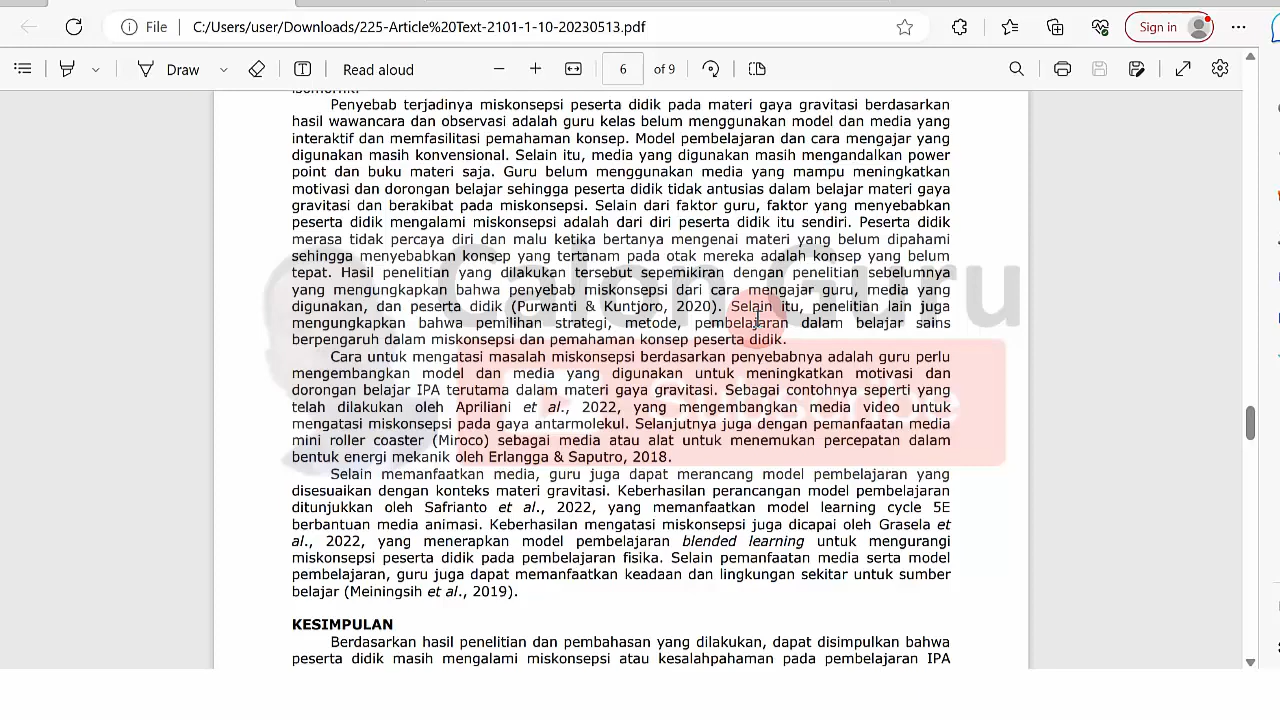 File C:/Users/user/Downloads/225-Article%20Text-2101-1-10-20230513.pdf Sign in
Draw Read aloud 6 of 9
isomorfik.
Penyebab terjadinya miskonsepsi peserta didik pada materi gaya gravitasi berdasarkan
hasil wawancara dan observasi adalah guru kelas belum menggunakan model dan media yang
interaktif dan memfasilitasi pemahaman konsep. Model pembelajaran dan cara mengajar yang
digunakan masih konvensional. Selain itu, media yang digunakan masih mengandalkan power
point dan buku materi saja. Guru belum menggunakan media yang mampu meningkatkan
motivasi dan dorongan belajar sehingga peserta didik tidak antusias dalam belajar materi gaya
gravitasi dan berakibat pada miskonsepsi. Selain dari faktor guru, faktor yang menyebabkan
peserta didik mengalami miskonsepsi adalah dari diri peserta didik itu sendiri. Peserta didik
merasa tidak percaya diri dan malu ketika bertanya mengenai materi yang belum dipahami
sehingga menyebabkan konsep yang tertanam pada otak mereka adalah konsep yang belum
tepat. Hasil penelitian yang dilakukan tersebut sepemikiran dengan penelitian sebelumnya
yang mengungkapkan bahwa penyebab miskonsepsi dari cara mengajar guru, media yang
digunakan, dan peserta didik (Purwanti & Kuntjoro, 2020). Selain itu, penelitian lain juga
mengungkapkan bahwa pemilihan strategi, metode, pembelajaran dalam belajar sains
berpengaruh dalam miskonsepsi dan pemahaman konsep peserta didik.
Cara untuk mengatasi masalah miskonsepsi berdasarkan penyebabnya adalah guru perlu
mengembangkan model dan media yang digunakan untuk meningkatkan motivasi dan
dorongan belajar IPA terutama dalam materi gaya gravitasi. Sebagai contohnya seperti yang
telah dilakukan oleh Apriliani et al., 2022, yang mengembangkan media video untuk
mengatasi miskonsepsi pada gaya antarmolekul. Selanjutnya juga dengan pemanfaatan media
mini roller coaster (Miroco) sebagai media atau alat untuk menemukan percepatan dalam
bentuk energi mekanik oleh Erlangga & Saputro, 2018.
Selain memanfaatkan media, guru juga dapat merancang model pembelajaran yang
disesuaikan dengan konteks materi gravitasi. Keberhasilan perancangan model pembelajaran
ditunjukkan oleh Safrianto et al., 2022, yang memanfaatkan model learning cycle 5E
berbantuan media animasi. Keberhasilan mengatasi miskonsepsi juga dicapai oleh Grasela et
al., 2022, yang menerapkan model pembelajaran blended learning untuk mengurangi
miskonsepsi peserta didik pada pembelajaran fisika. Selain pemanfaatan media serta model
pembelajaran, guru juga dapat memanfaatkan keadaan dan lingkungan sekitar untuk sumber
belajar (Meiningsih et al., 2019).
KESIMPULAN
Berdasarkan hasil penelitian dan pembahasan yang dilakukan, dapat disimpulkan bahwa
peserta didik masih mengalami miskonsepsi atau kesalahpahaman pada pembelajaran IPA
Calon Guru
Subscribe